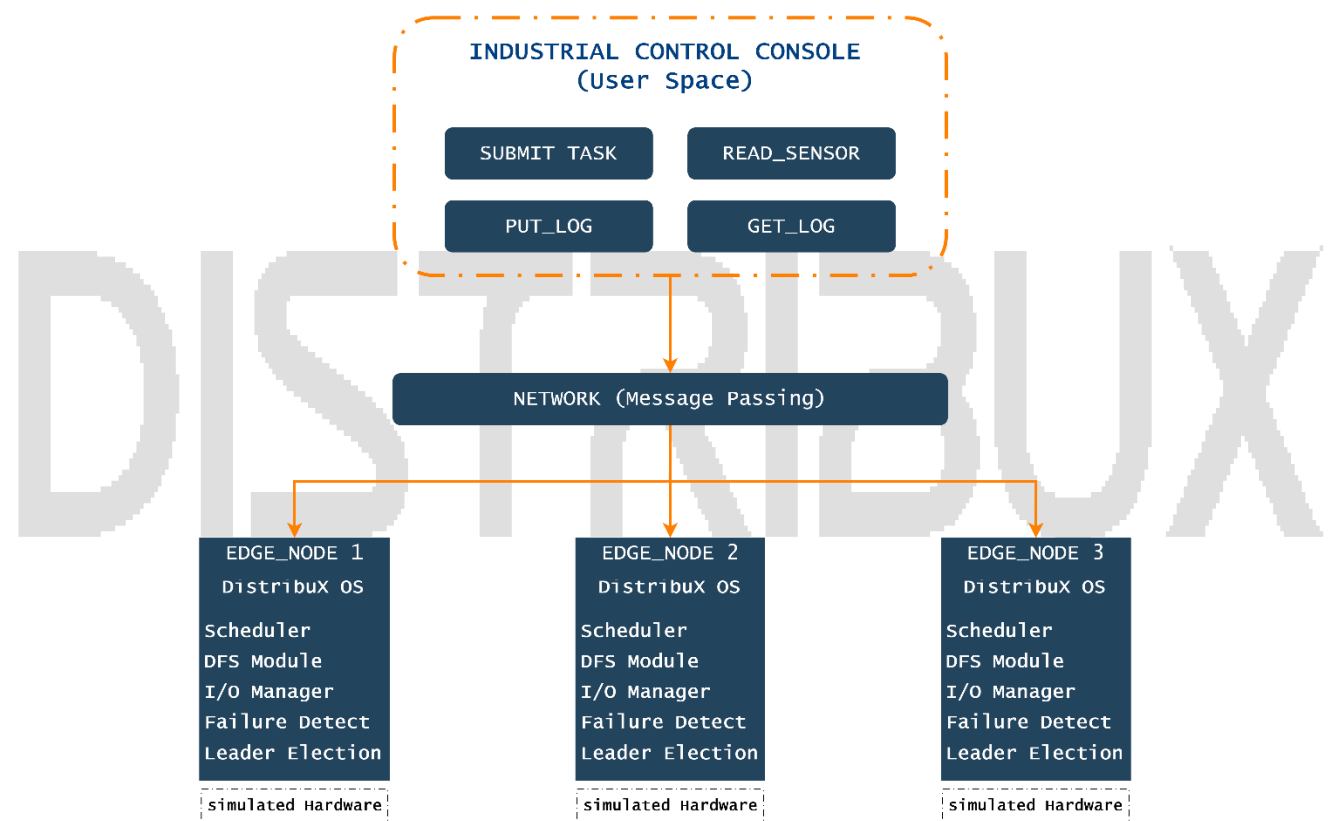 INDUSTRIAL CONTROL CONSOLE
(User Space)
SUBMIT TASK
READ_SENSOR
PUT_LOG
GET_LOG
DISTRIBUX
NETWORK (Message Passing)
EDGE_NODE 1
DistribuX OS
Scheduler
DFS Module
I/O Manager
Failure Detect
Leader Election
simulated Hardware
EDGE_NODE 2
DistribuX OS
Scheduler
DFS Module
I/O Manager
Failure Detect
Leader Election
simulated Hardware
EDGE_NODE 3
DistribuX OS
Scheduler
DFS Module
I/O Manager
Failure Detect
Leader Election
simulated Hardware